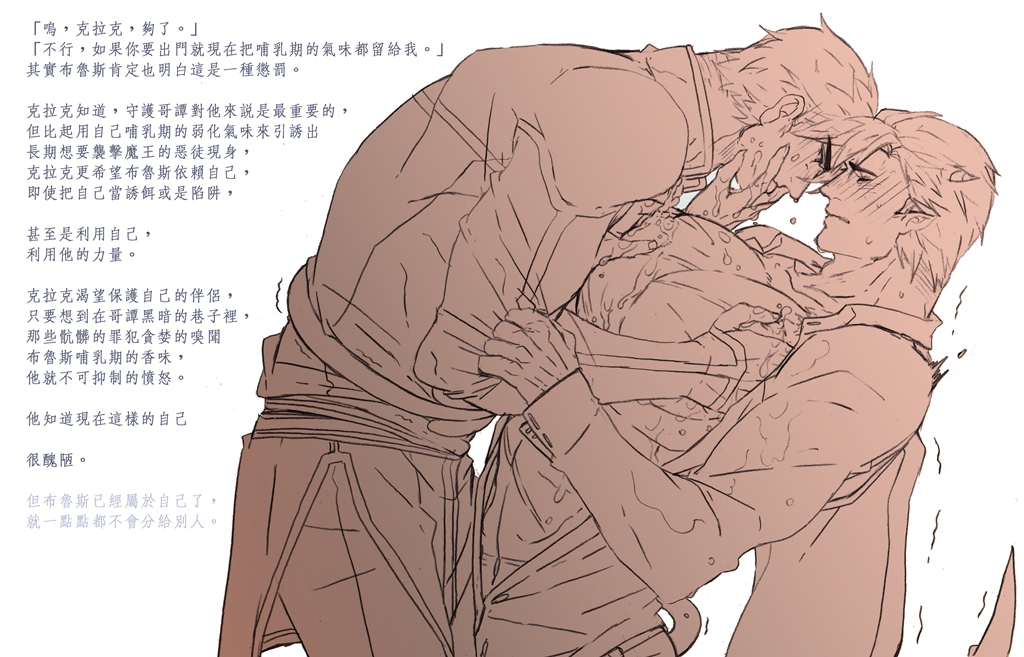 「嗚，克拉克，夠了。」
「不行，如果你要出門就現在把哺乳期的氣味都留給我。」
其實布魯斯肯定也明白這是一種懲罰。
克拉克知道，守護哥譚對他來說是最重要的，
但比起用自己哺乳期的弱化氣味來引誘出
長期想要襲擊魔王的惡徒現身，
克拉克更希望布魯斯依賴自己，
即使把自己當誘餌或是陷阱，
甚至是利用自己，
利用他的力量。
克拉克渴望保護自己的伴侶，
只要想到在哥譚黑暗的巷子裡，
那些骯髒的罪犯貪婪的嗅聞
布魯斯哺乳期的香味，
他就不可抑制的憤怒。
他知道現在這樣的自己
很醜陋。
但布魯斯已經屬於自己了，
就一點點都不會分給別人。